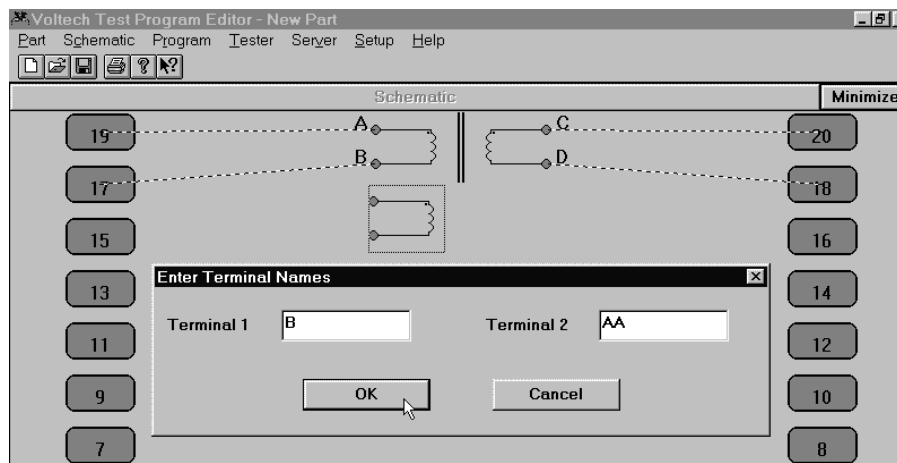 Voltech Test Program Editor - New Part
Part Schematic Program Tester Server Setup Help
Schematic Minimize
19 A C 20
17 B D 18
15 16
Enter Terminal Names
13 14
Terminal 1 B Terminal 2 AA
11 12
OK Cancel
9 10
7 8